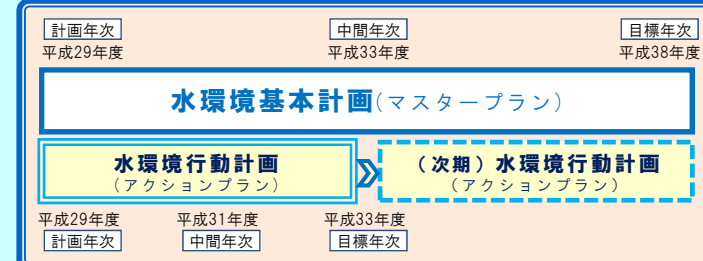 計画年次 中間年次 目標年次
平成29年度 平成33年度 平成38年度
水環境基本計画(マスタープラン)
水環境行動計画 (次期)水環境行動計画
(アクションプラン) (アクションプラン)
平成29年度 平成31年度 平成33年度
計画年次 中間年次 目標年次